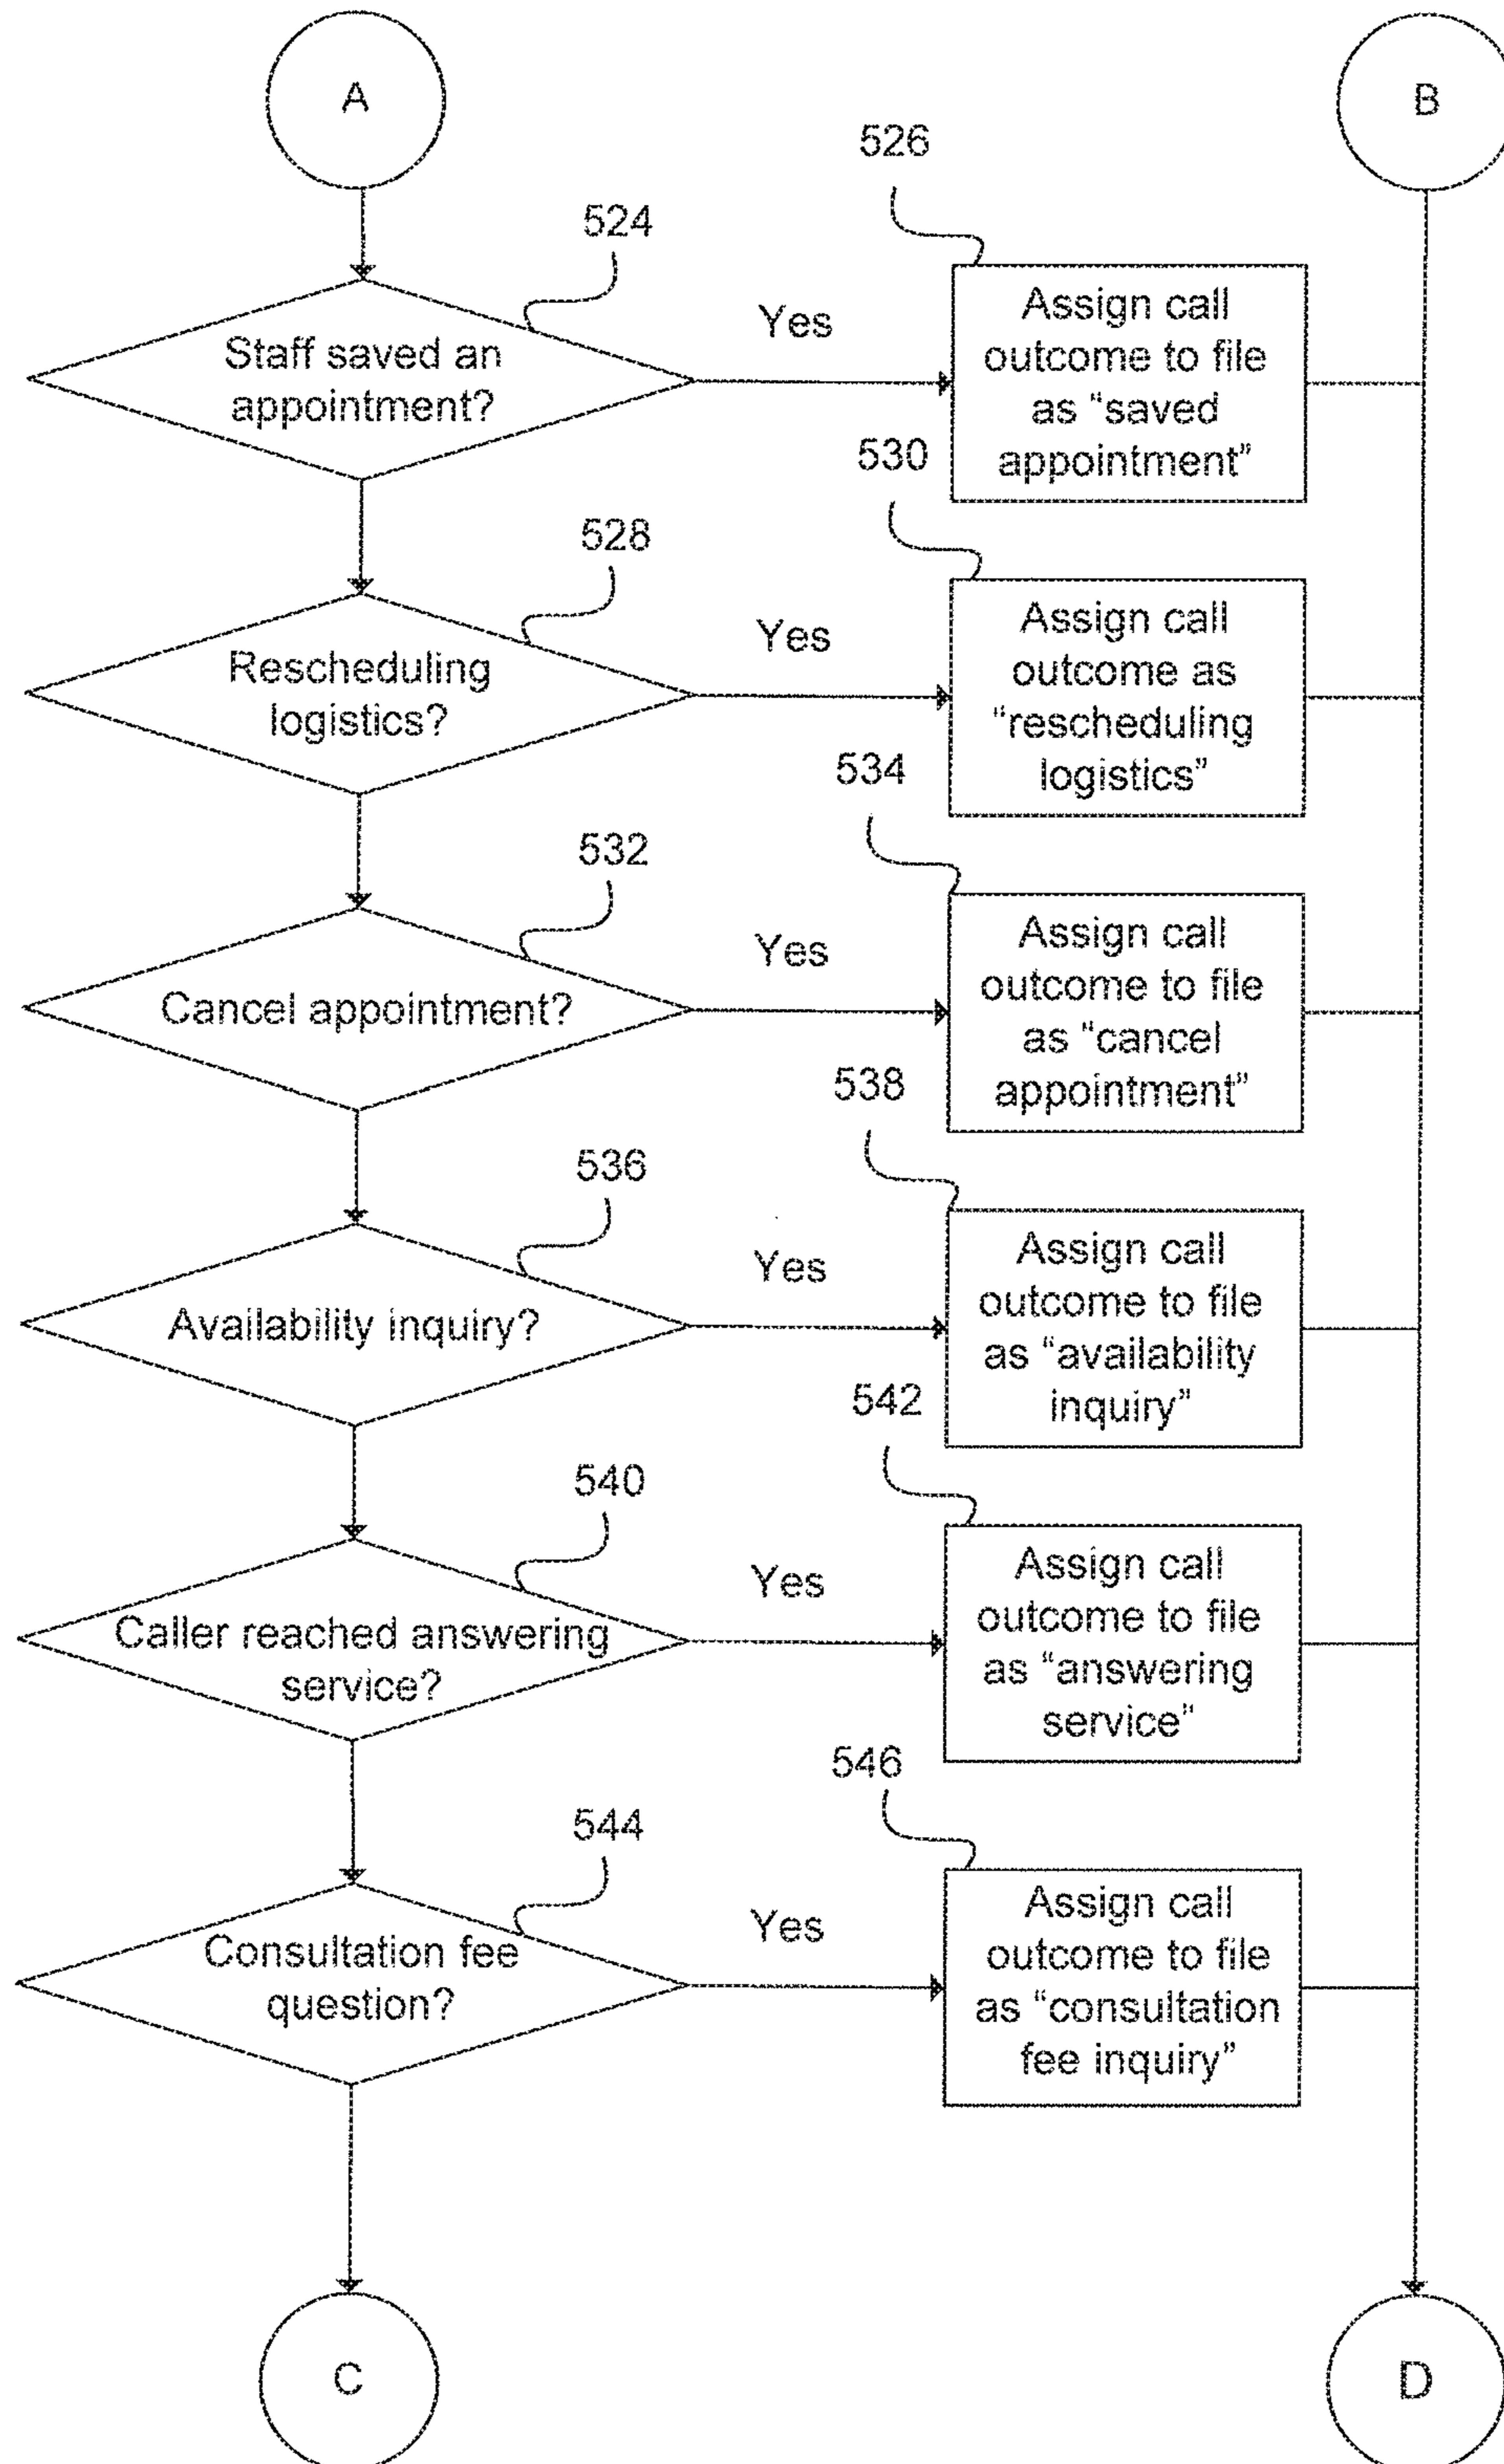 A
B
526
524
Staff saved an
appointment?
Yes
Assign call
outcome to file
as “saved
appointment”
530
528
Rescheduling
logistics?
Yes
Assign call
outcome as
“rescheduling
logistics”
534
532
Cancel appointment?
Yes
Assign call
outcome to file
as “cancel
appointment”
538
536
Availability inquiry?
Yes
Assign call
outcome to file
as “availability
inquiry”
542
540
Caller reached answering
service?
Yes
Assign call
outcome to file
as “answering
service”
546
544
Consultation fee
question?
Yes
Assign call
outcome to file
as “consultation
fee inquiry”
C
D